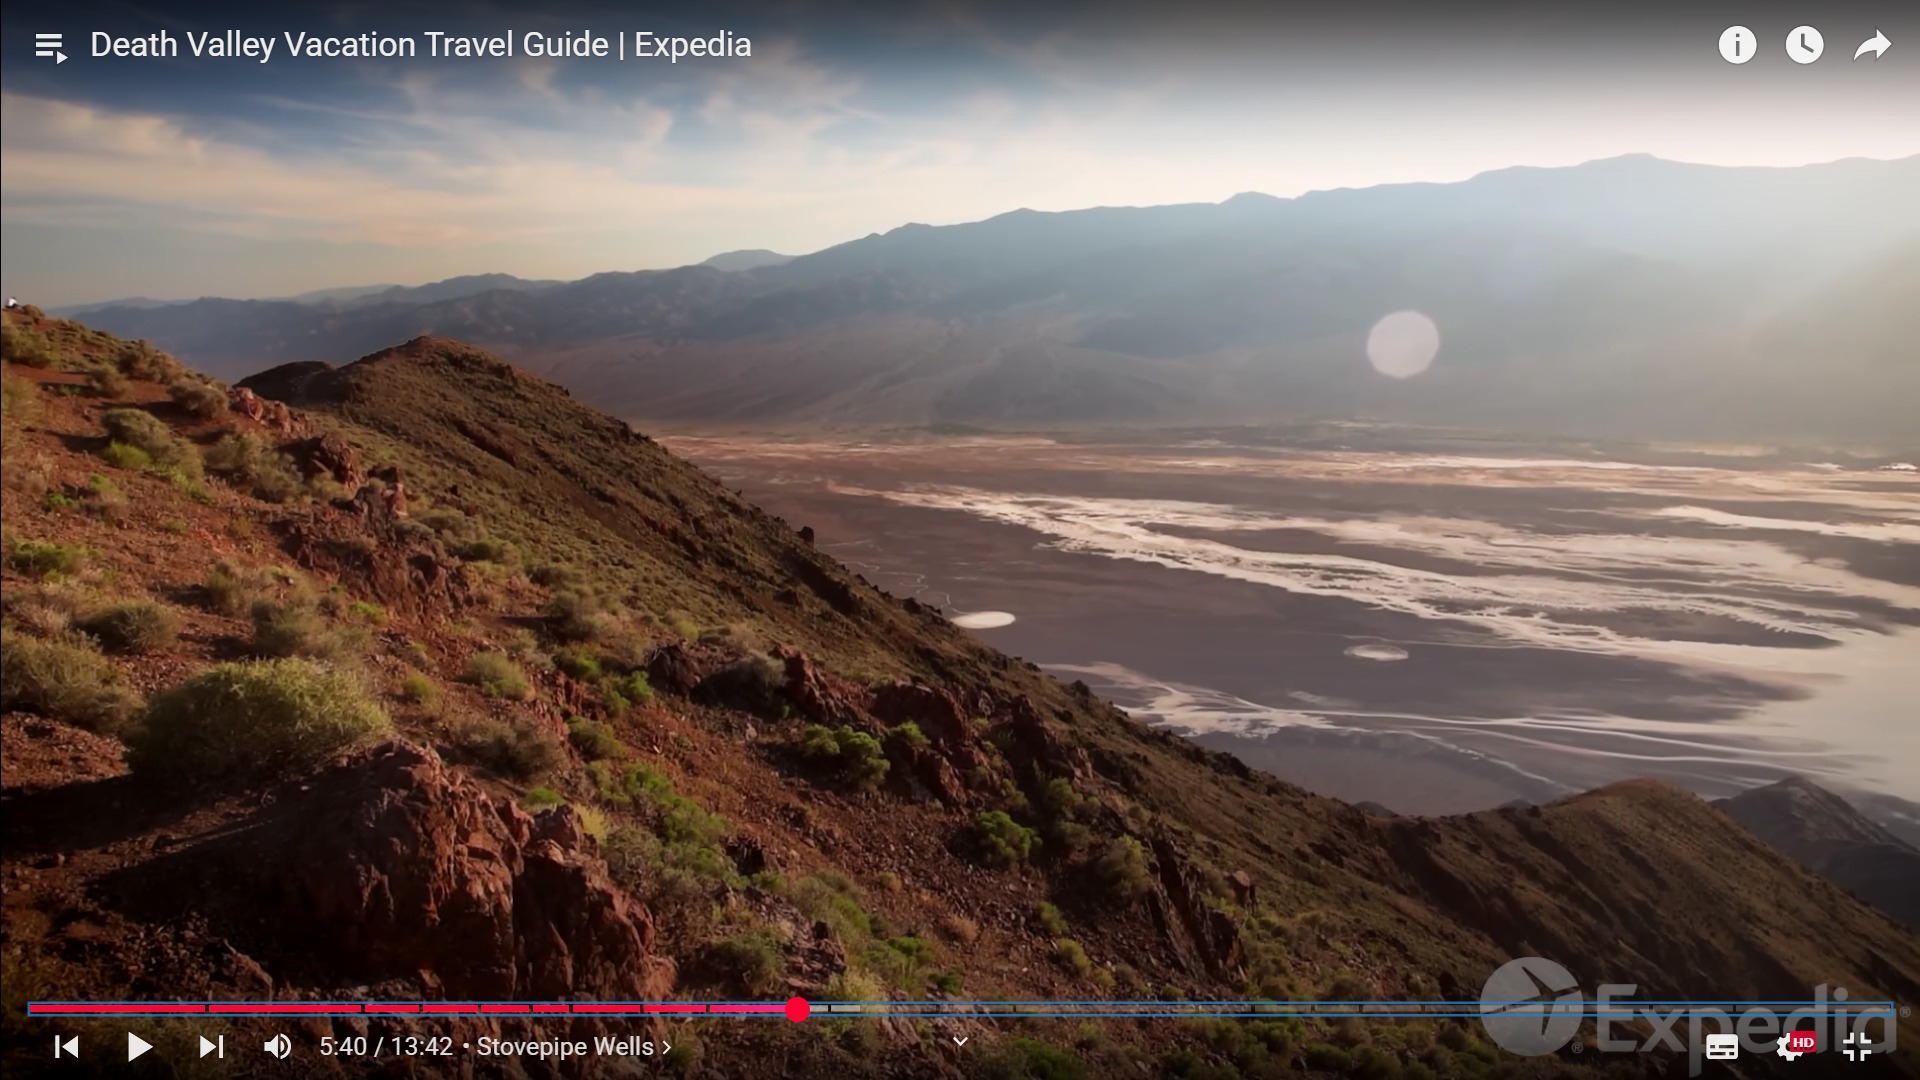 Death Valley Vacation Travel Guide | Expedia
5:40 / 13:42 • Stovepipe Wells ›
HD
Expedia®